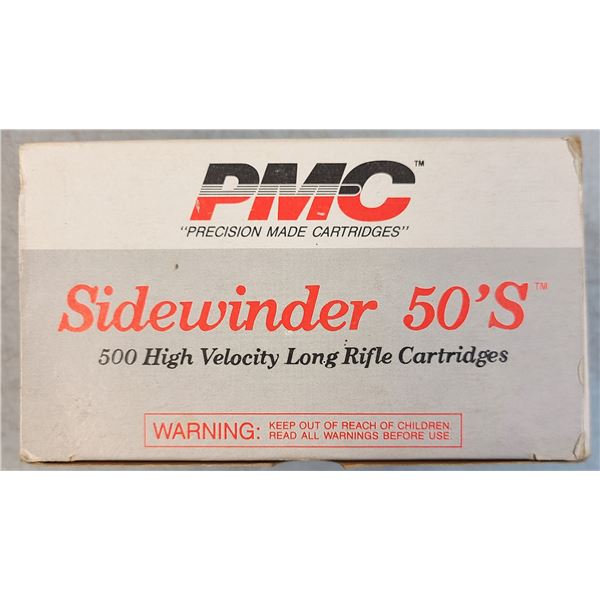 PMC™
"PRECISION MADE CARTRIDGES"
Sidewinder 50'S™
500 High Velocity Long Rifle Cartridges
WARNING: KEEP OUT OF REACH OF CHILDREN.
READ ALL WARNINGS BEFORE USE.